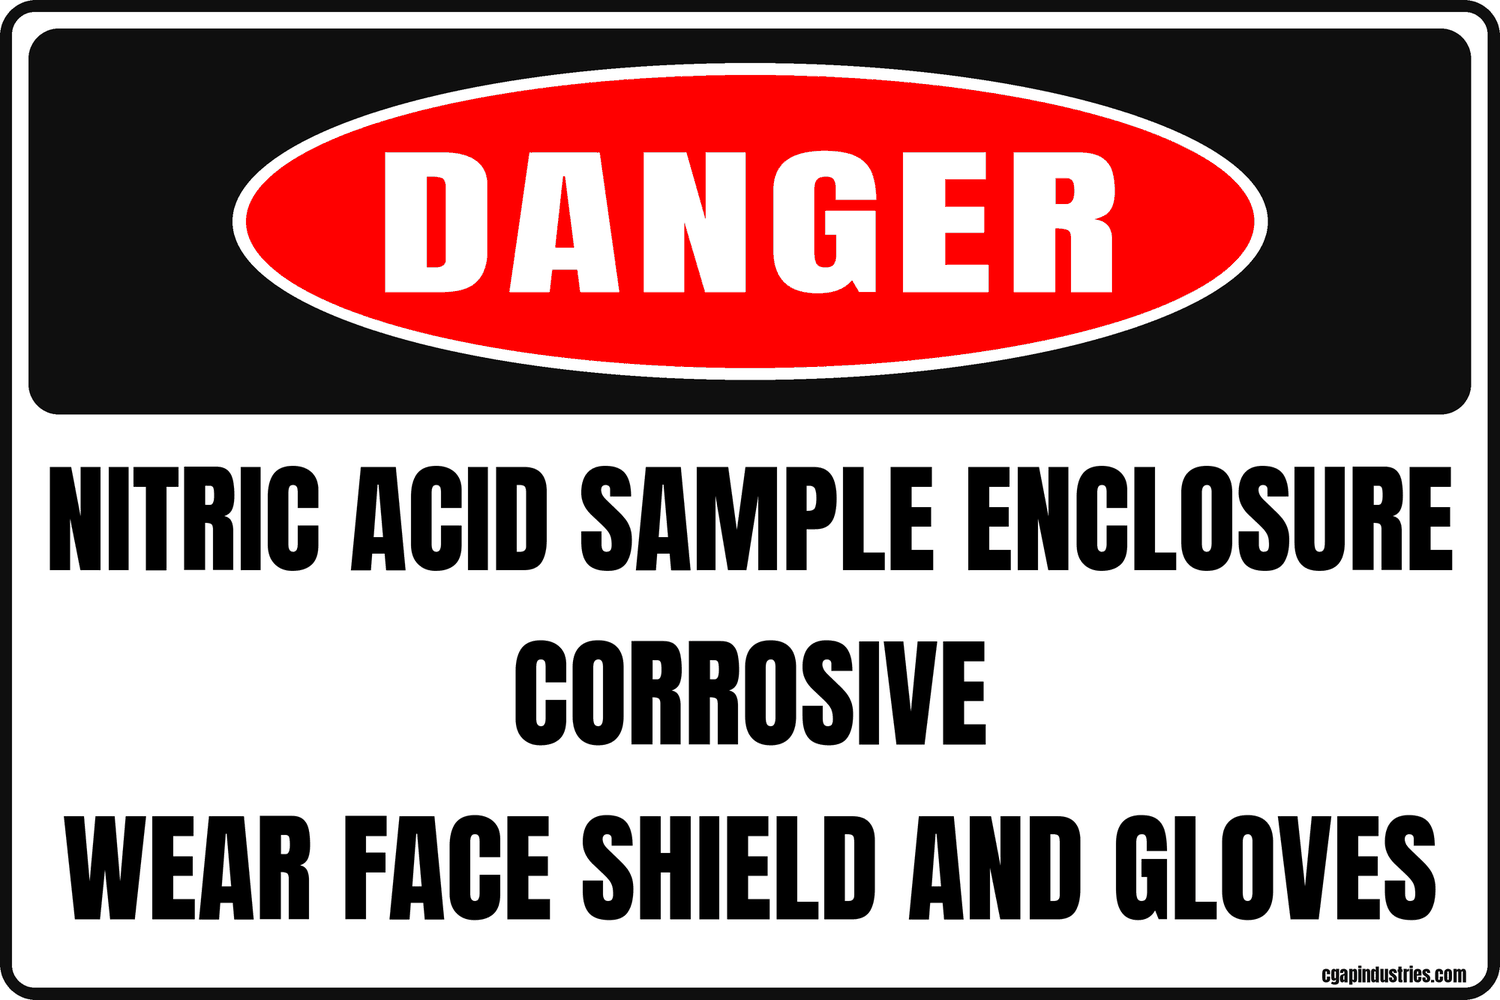 DANGER
NITRIC ACID SAMPLE ENCLOSURE
CORROSIVE
WEAR FACE SHIELD AND GLOVES
cgapindustries.com